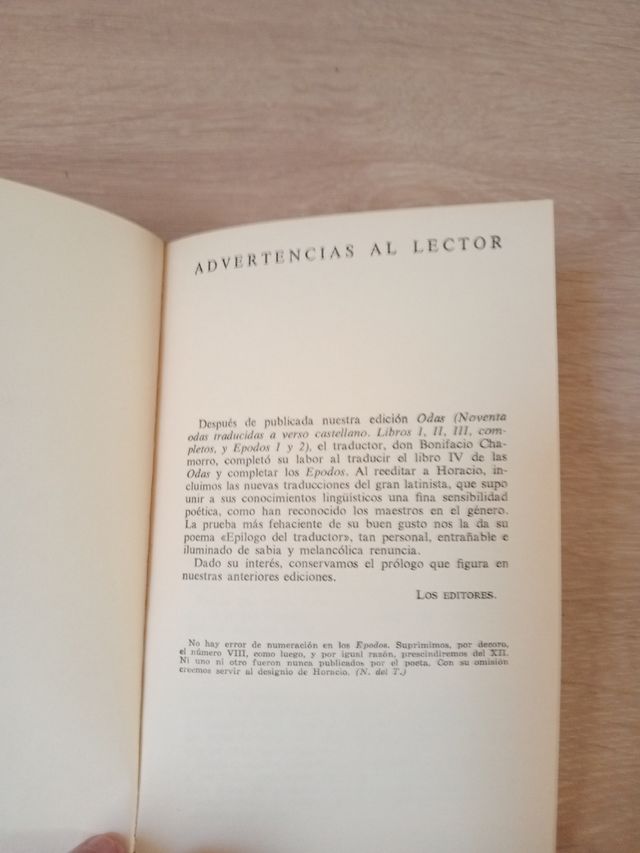 ADVERTENCIAS AL LECTOR
Después de publicada nuestra edición Odas (Noventa
odas traducidas a verso castellano. Libros I, II, III, com-
pletos, y Epodos 1 y 2), el traductor, don Bonifacio Cha-
morro, completó su labor al traducir el libro IV de las
Odas y completar los Epodos. Al reeditar a Horacio, in-
cluimos las nuevas traducciones del gran latinista, que supo
unir a sus conocimientos lingüísticos una fina sensibilidad
poética, como han reconocido los maestros en el género.
La prueba más fehaciente de su buen gusto nos la da su
poema «Epílogo del traductor», tan personal, entrañable e
iluminado de sabia y melancólica renuncia.
Dado su interés, conservamos el prólogo que figura en
nuestras anteriores ediciones.
LOS EDITORES.
No hay error de numeración en los Epodos. Suprimimos, por decoro,
el número VIII, como luego, y por igual razón, prescindiremos del XII.
Ni uno ni otro fueron nunca publicados por el poeta. Con su omisión
creemos servir al designio de Horacio. (N. del T.)